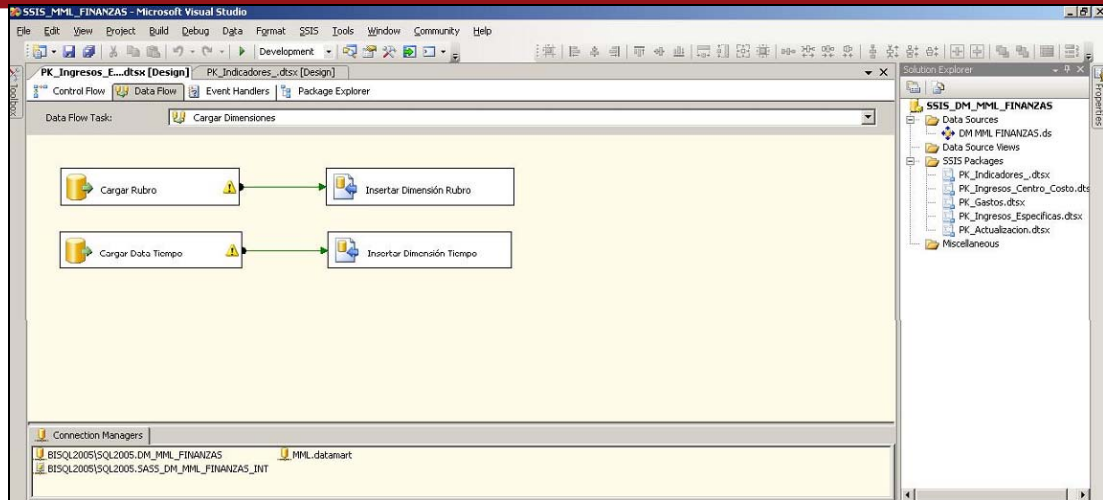 SSIS_MML_FINANZAS - Microsoft Visual Studio
File Edit View Project Build Debug Data Format SSIS Tools Window Community Help
Development
PK_Ingresos_E....dtsx [Design] PK_Indicadores_.dtsx [Design]
Control Flow Data Flow Event Handlers Package Explorer
Data Flow Task: Cargar Dimensiones
Cargar Rubro
Insertar Dimensión Rubro
Cargar Data Tiempo
Insertar Dimensión Tiempo
Connection Managers
BISQL2005\SQL2005.DM_MML_FINANZAS MML.datamart
BISQL2005\SQL2005.SASS_DM_MML_FINANZAS_INT
Toolbox
Solution Explorer
SSIS_DM_MML_FINANZAS
Data Sources
DM MML FINANZAS.ds
Data Source Views
SSIS Packages
PK_Indicadores_.dtsx
PK_Ingresos_Centro_Costo.dts
PK_Gastos.dtsx
PK_Ingresos_Especificas.dtsx
PK_Actualizacion.dtsx
Miscellaneous
Properties